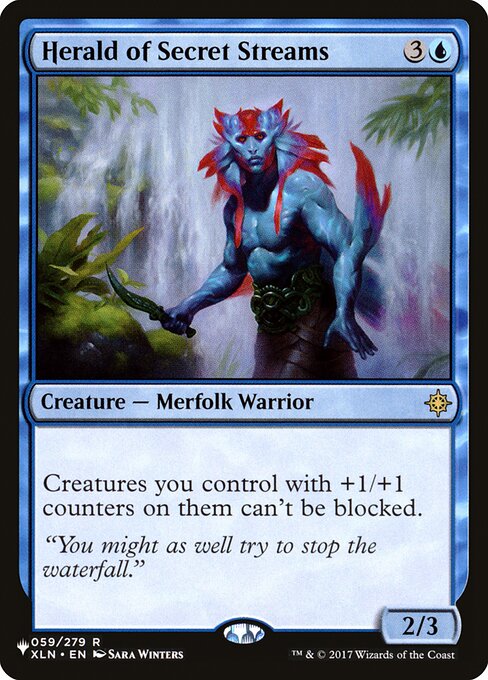 Herald of Secret Streams 3
Creature — Merfolk Warrior
Creatures you control with +1/+1
counters on them can't be blocked.
“You might as well try to stop the
waterfall.”
2/3
059/279 R
XLN • EN Sara Winters
™ & © 2017 Wizards of the Coast